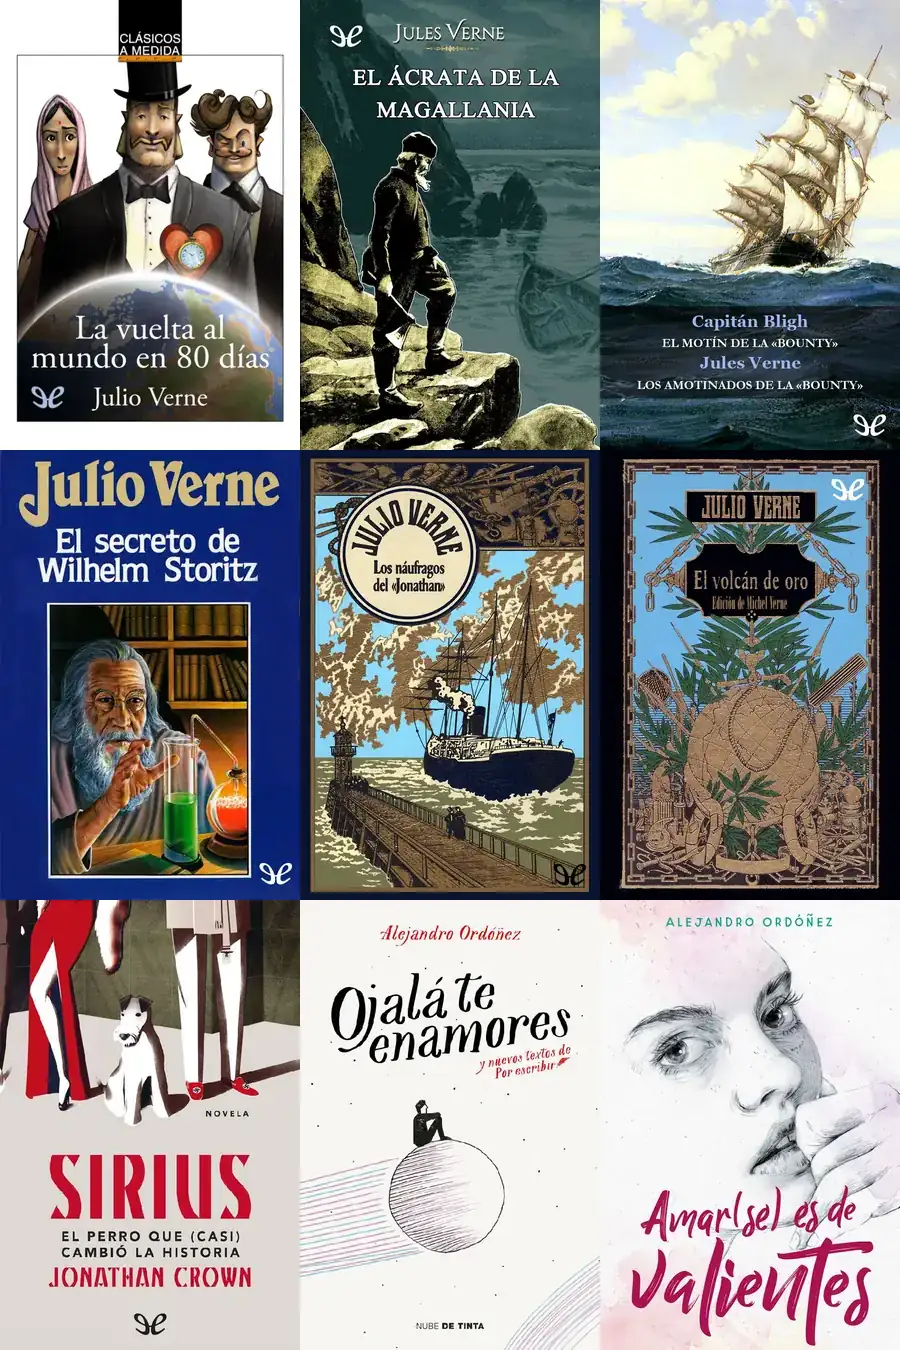 CLÁSICOS
A MEDIDA
La vuelta al
mundo en 80 días
Julio Verne
JULES VERNE
EL ÁCRATA DE LA
MAGALLANIA
Capitán Bligh
EL MOTÍN DE LA «BOUNTY»
Jules Verne
LOS AMOTINADOS DE LA «BOUNTY»
Julio Verne
El secreto de
Wilhelm Storitz
JULIO VERNE
Los náufragos
del «Jonathan»
JULIO VERNE
El volcán de oro
Edición de Michel Verne
NOVELA
SIRIUS
EL PERRO QUE (CASI)
CAMBIÓ LA HISTORIA
JONATHAN CROWN
Alejandro Ordóñez
Ojalá te
enamores
y nuevos textos de
Por escribir
NUBE DE TINTA
ALEJANDRO ORDÓÑEZ
Amar(se) es de
valientes